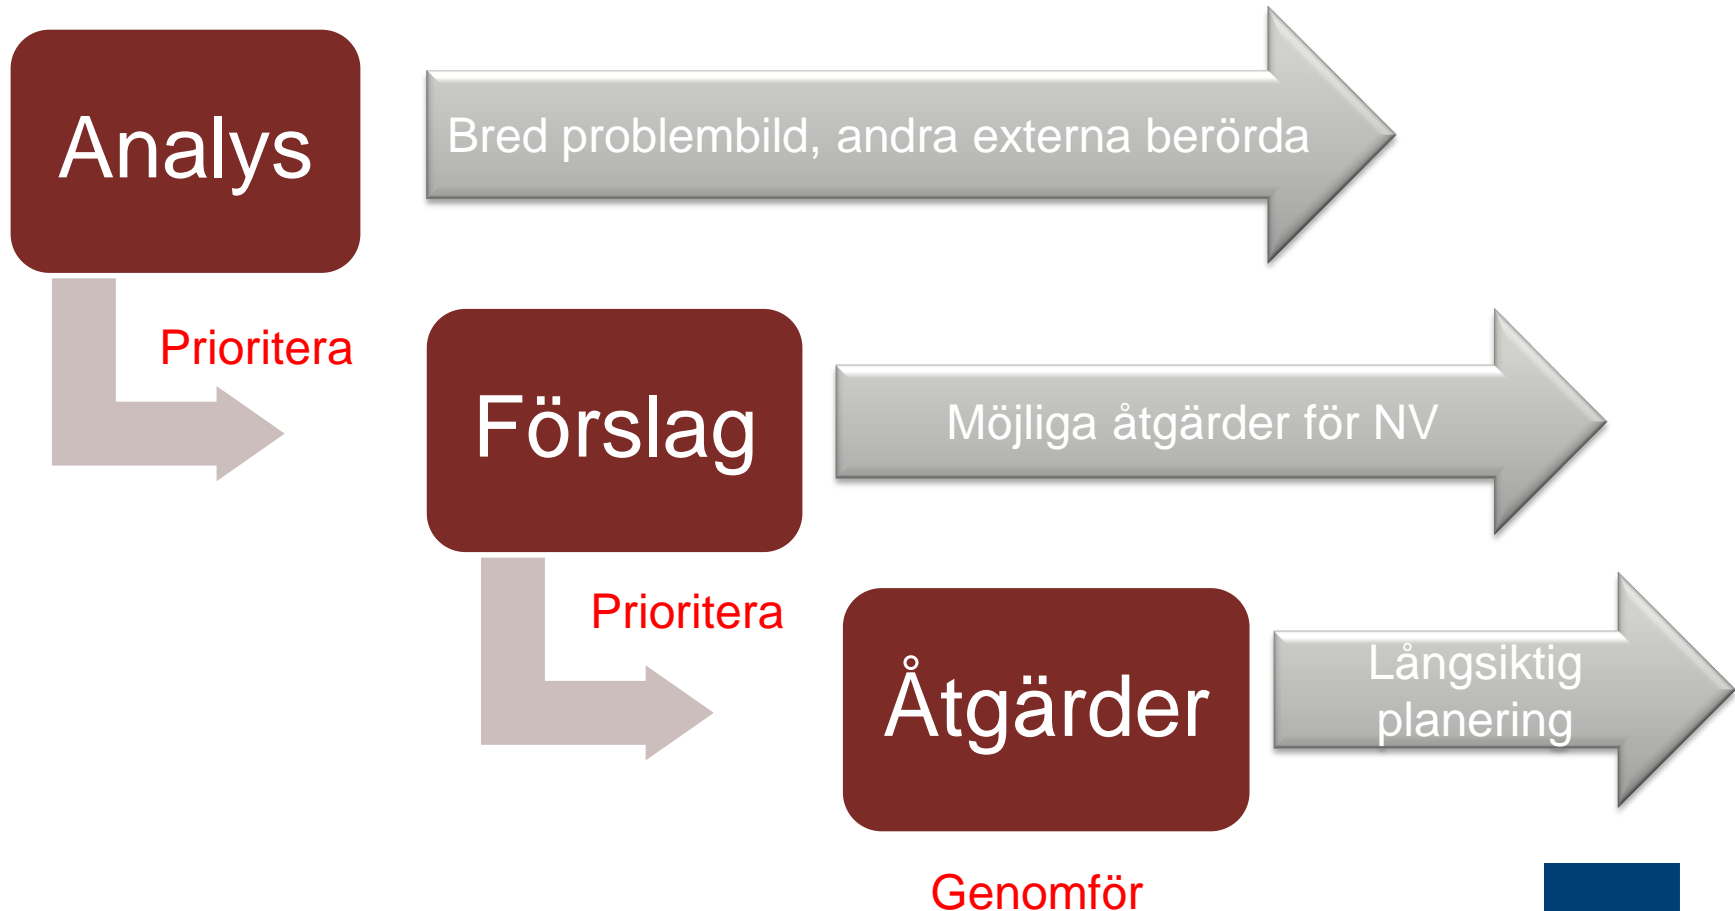 Analys
Bred problembild, andra externa berörda
Prioritera
Förslag
Möjliga åtgärder för NV
Prioritera
Åtgärder
Långsiktig
planering
Genomför